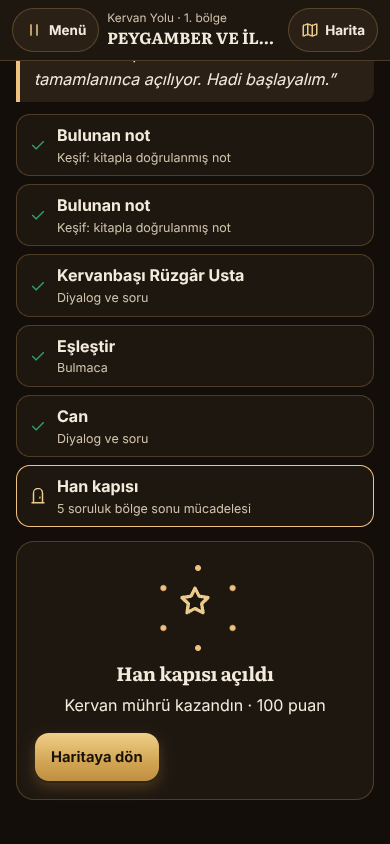 Menü
Kervan Yolu · 1. bölge
PEYGAMBER VE İL...
Harita
tamamlanınca açılıyor. Hadi başlayalım.”
Bulunan not
Keşif: kitapla doğrulanmış not
Bulunan not
Keşif: kitapla doğrulanmış not
Kervanbaşı Rüzgâr Usta
Diyalog ve soru
Eşleştir
Bulmaca
Can
Diyalog ve soru
Han kapısı
5 soruluk bölge sonu mücadelesi
Han kapısı açıldı
Kervan mührü kazandın · 100 puan
Haritaya dön